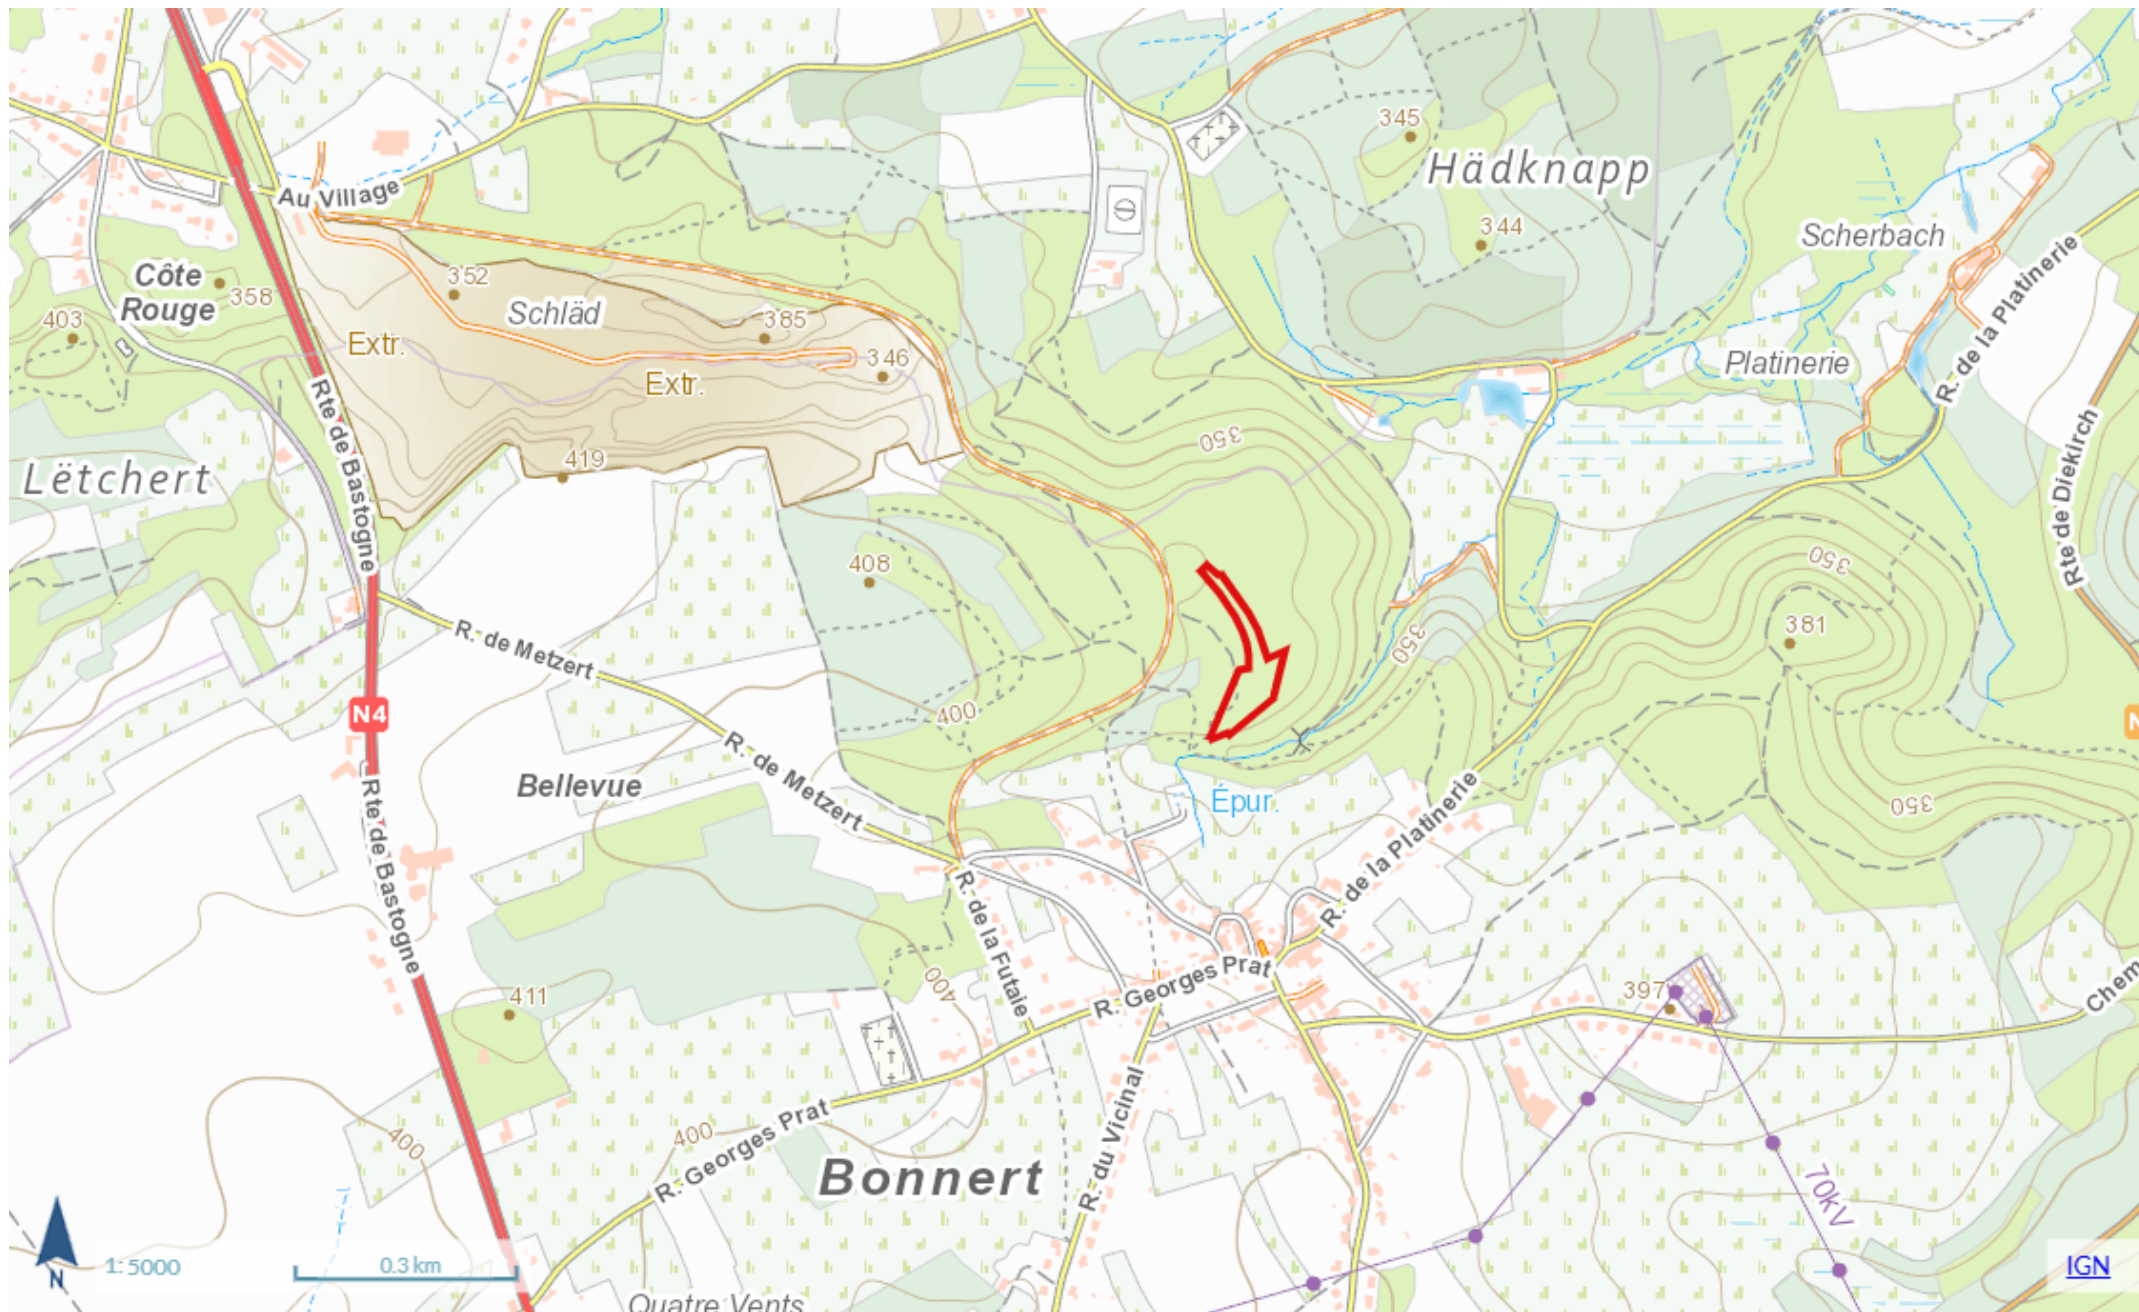 345
Hädknapp
Au Village
344
Scherbach
R. de la Platinerie
Côte
Rouge
358
352
Schläd
403
385
Extr.
346
Extr.
Platinerie
Rte de Bastogne
350
Lëtchert
419
Rte de Diekirch
408
350
381
R. de Metzert
350
400
N4
N
R. de Metzert
Bellevue
Épur.
350
Rte de Bastogne
R. de la Platinerie
R. de la Futaie
400
411
R. Georges Prat
397
Chem
400
R. Georges Prat
400
Bonnert
R. du Vicinal
70kV
N
1:5000
0.3 km
IGN
Quatre Vents